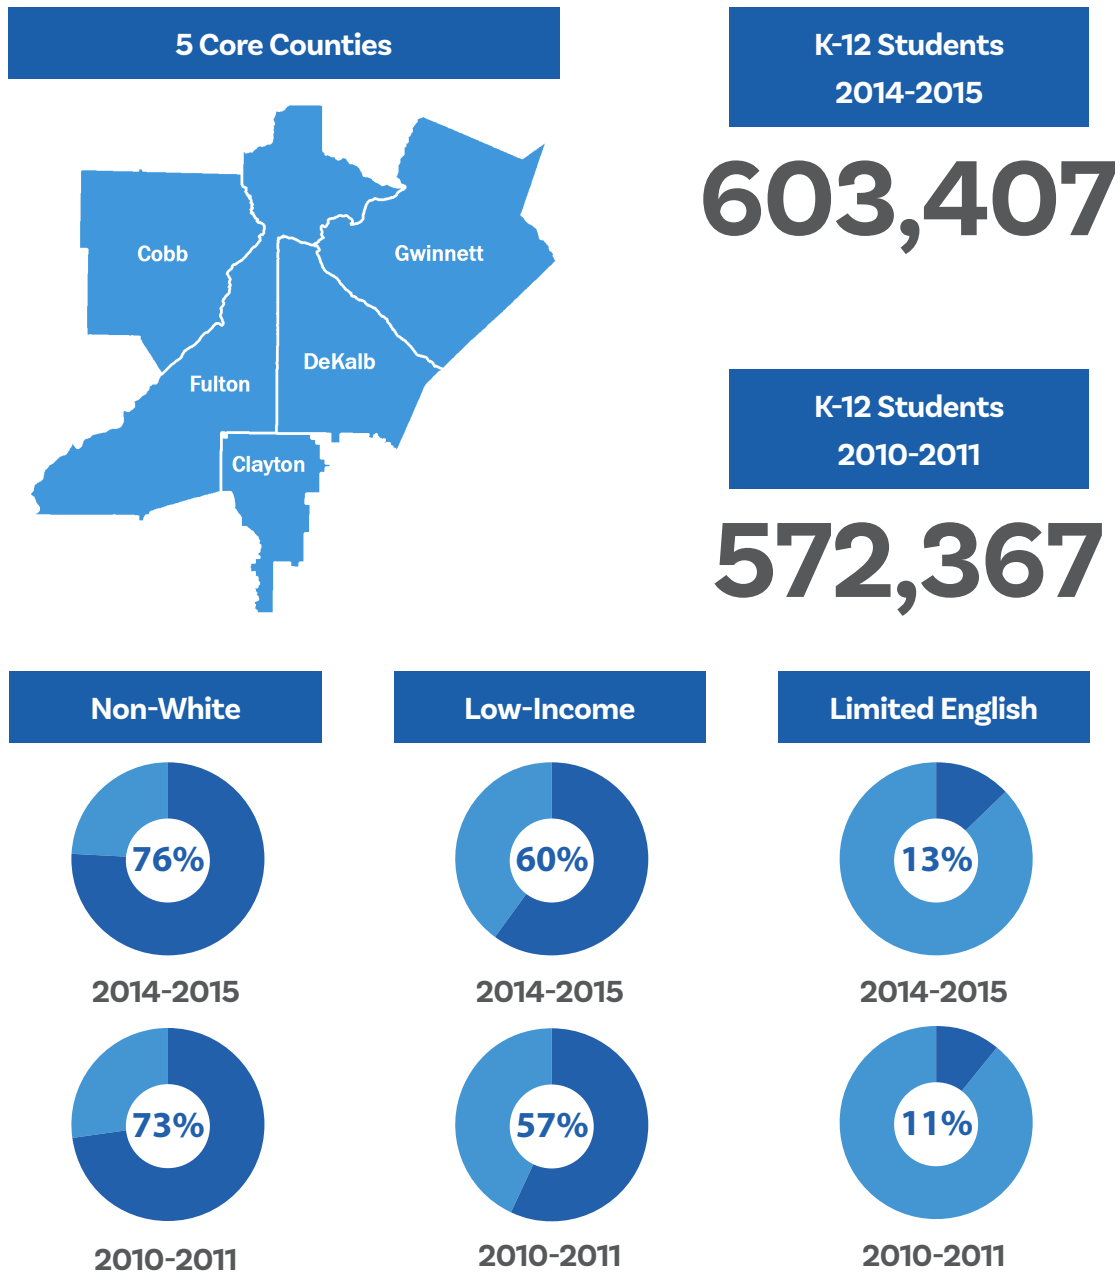 5 Core Counties
Cobb
Gwinnett
DeKalb
Fulton
Clayton
K-12 Students
2014-2015
603,407
K-12 Students
2010-2011
572,367
Non-White
Low-Income
Limited English
76%
60%
13%
2014-2015
2014-2015
2014-2015
73%
57%
11%
2010-2011
2010-2011
2010-2011